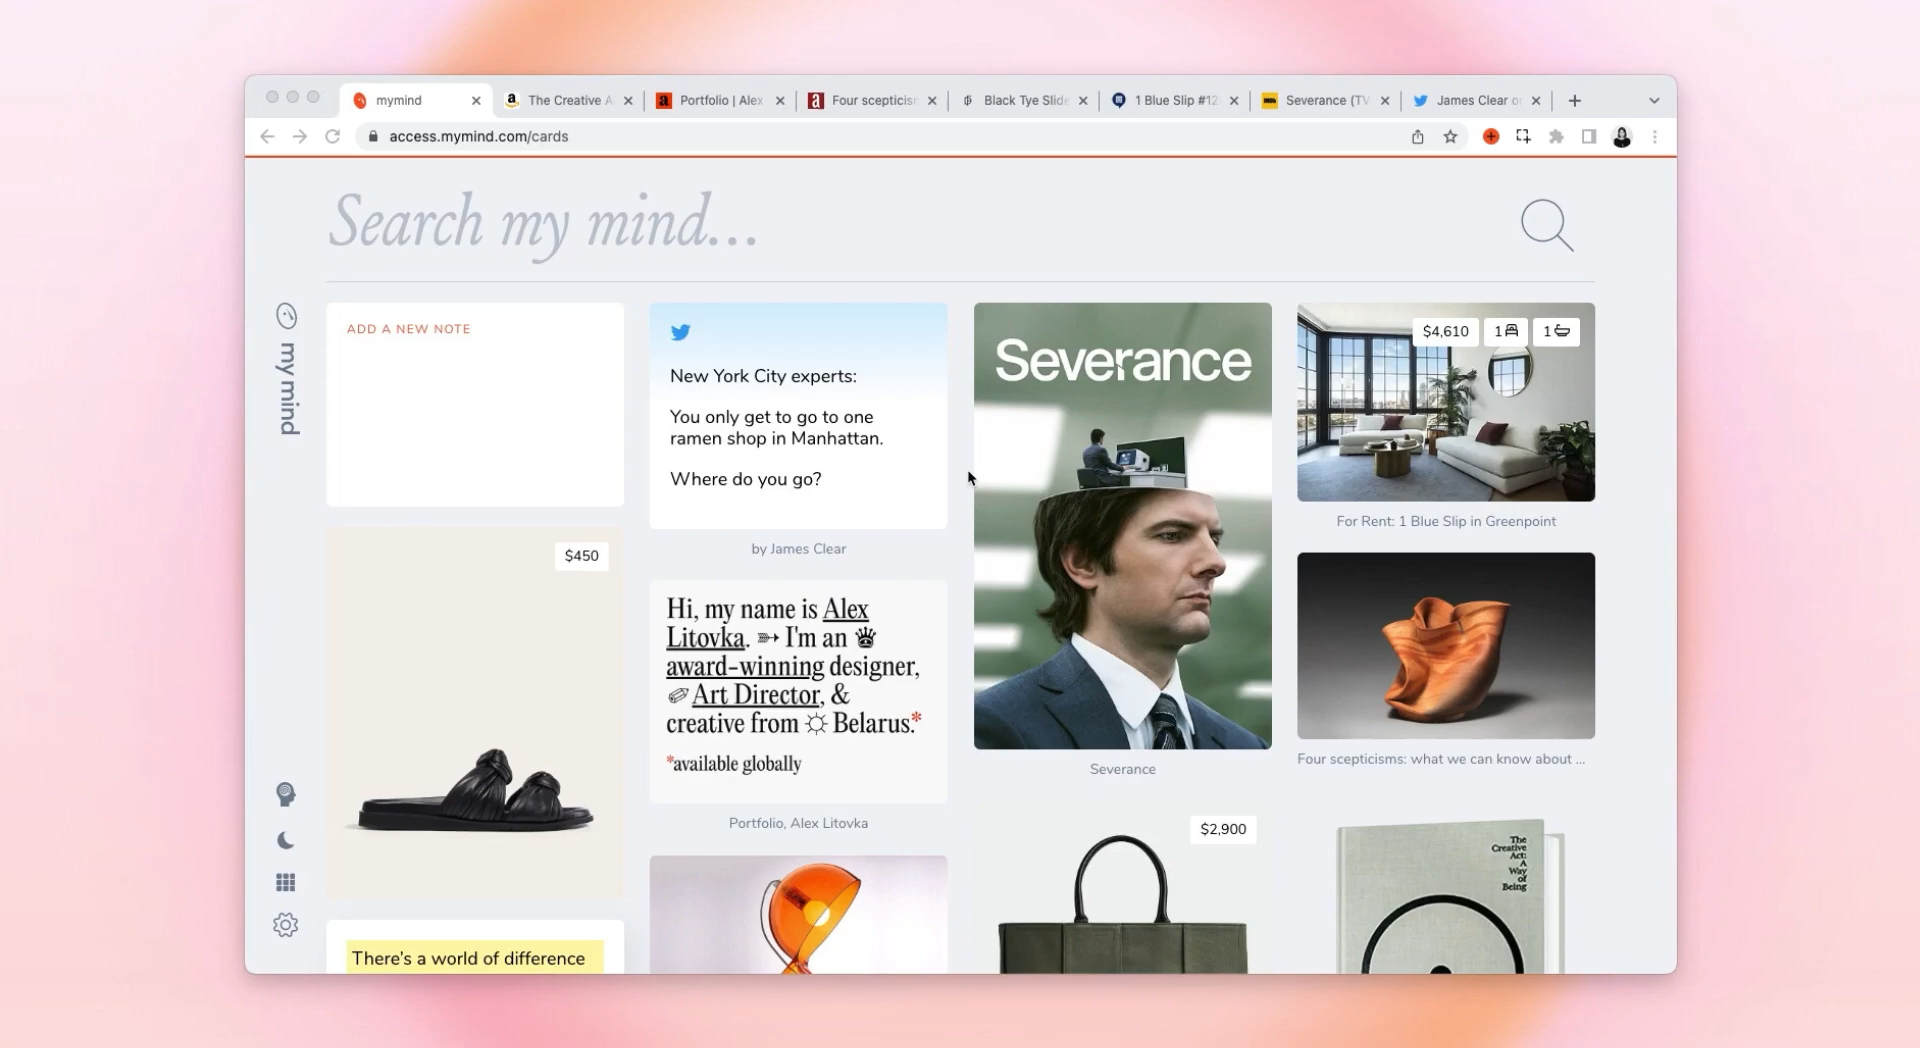 mymind
The Creative A
Portfolio | Alex
Four scepticism
Black Tye Slide
1 Blue Slip #12
Severance (TV
James Clear o
access.mymind.com/cards
Search my mind...
my mind
ADD A NEW NOTE
$450
There's a world of difference
New York City experts:
You only get to go to one
ramen shop in Manhattan.
Where do you go?
by James Clear
Hi, my name is Alex
Litovka. I'm an
award-winning designer,
Art Director, &
creative from Belarus.*
*available globally
Portfolio, Alex Litovka
Severance
Severance
$2,900
$4,610 1 1
For Rent: 1 Blue Slip in Greenpoint
Four scepticisms: what we can know about ...
The
Creative
Act:
A
Way
of
Being